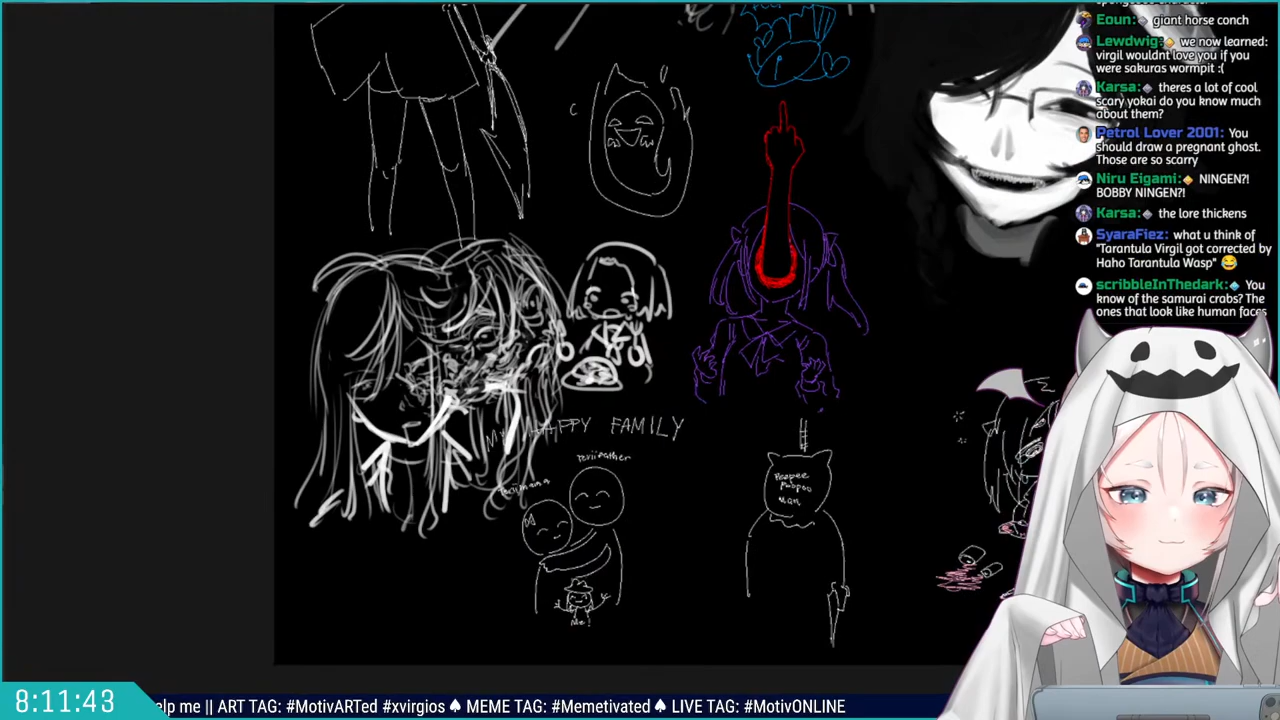 Eoun: giant horse conch
Lewdwig: we now learned:
virgil wouldnt love you if you
were sakuras wormpit :(
Karsa: theres a lot of cool
scary yokai do you know much
about them?
Petrol Lover 2001: You
should draw a pregnant ghost.
Those are so scary
Niru Eigami: NINGEN?!
BOBBY NINGEN?!
Karsa: the lore thickens
SyaraFiez: what u think of
"Tarantula Virgil got corrected by
Haho Tarantula Wasp"
scribbleInThedark: You
know of the samurai crabs? The
ones that look like human faces
MY HAPPY FAMILY
Me!
8:11:43
elp me || ART TAG: #MotivARTed #xvirgios ♠ MEME TAG: #Memetivated ♠ LIVE TAG: #MotivONLINE